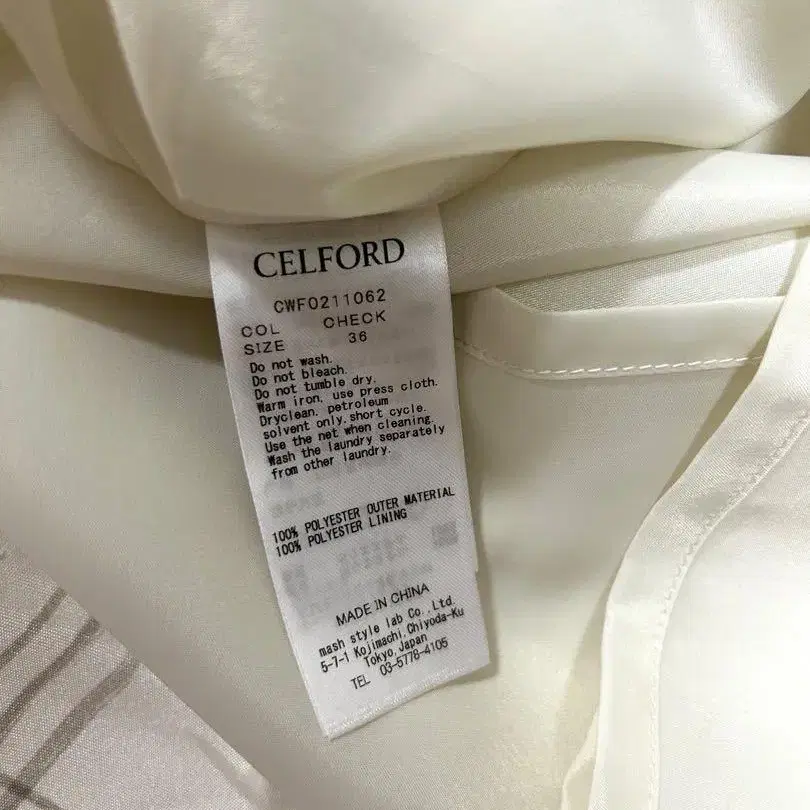 CELFORD
CWF0211062
COL CHECK
SIZE 36
Do not wash.
Do not bleach.
Do not tumble dry.
Warm iron, use press cloth.
Dryclean, petroleum
solvent only,short cycle.
Use the net when cleaning.
Wash the laundry separately
from other laundry.
100% POLYESTER OUTER MATERIAL
100% POLYESTER LINING
MADE IN CHINA
mash style lab Co.,Ltd.
5-7-1 Kojimachi,Chiyoda-Ku
Tokyo,Japan
TEL 03-5778-4105